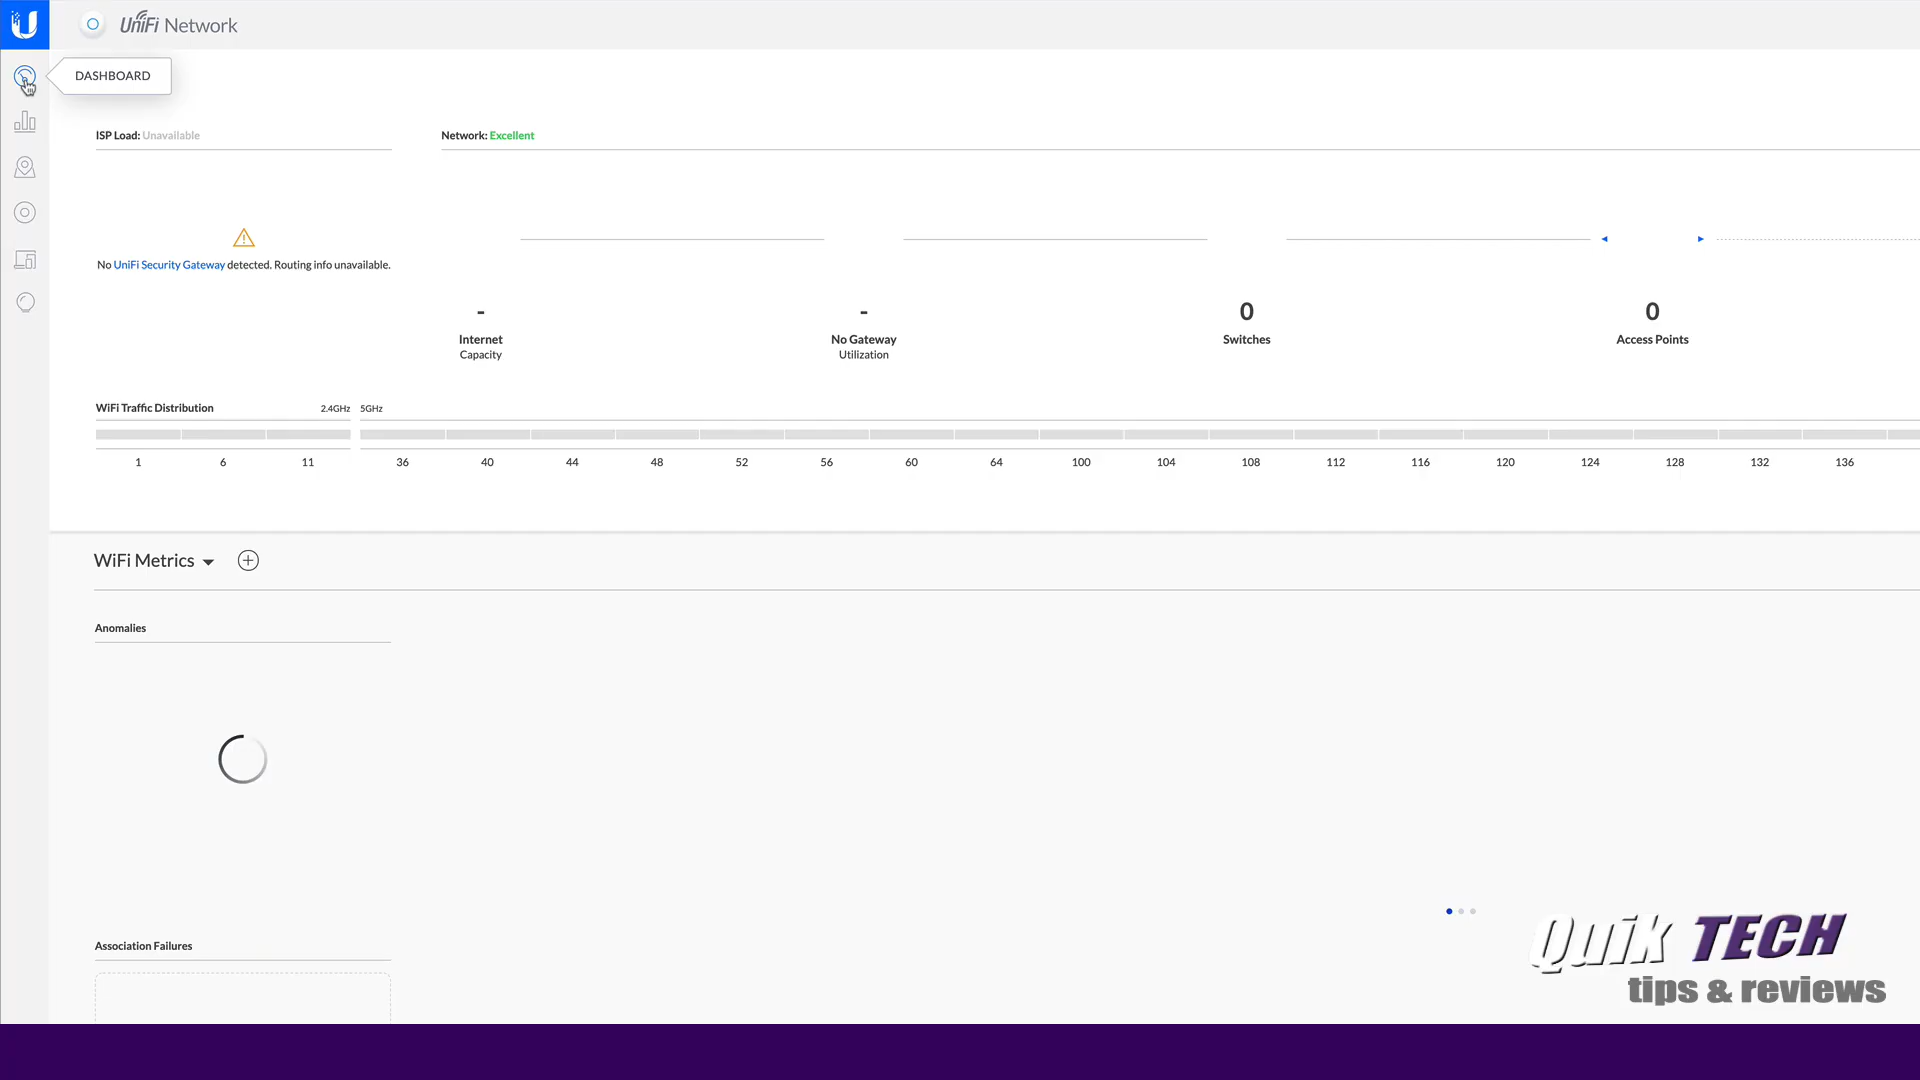 UniFi Network
DASHBOARD
ISP Load: Unavailable
Network: Excellent
No UniFi Security Gateway detected. Routing info unavailable.
-
Internet
Capacity
-
No Gateway
Utilization
0
Switches
0
Access Points
WiFi Traffic Distribution
2.4GHz 5GHz
1 6 11 36 40 44 48 52 56 60 64 100 104 108 112 116 120 124 128 132 136
WiFi Metrics
Anomalies
Association Failures
Quik TECH
tips & reviews